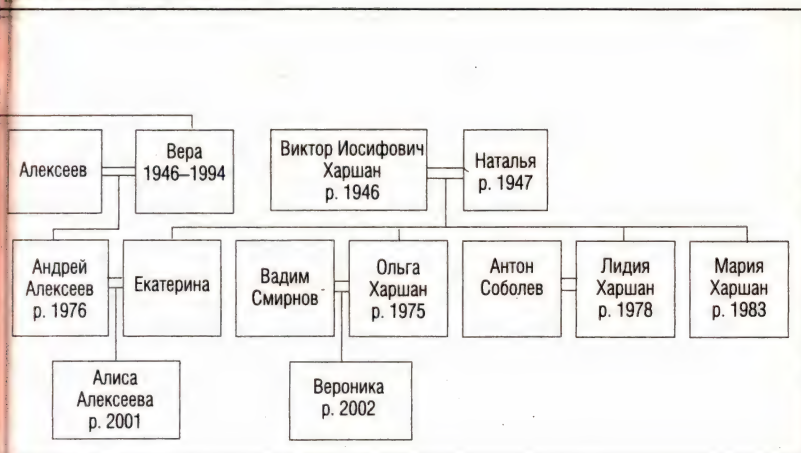 Алексеев
Вера
1946–1994
Виктор Иосифович
Харшан
р. 1946
Наталья
р. 1947
Андрей
Алексеев
р. 1976
Екатерина
Вадим
Смирнов
Ольга
Харшан
р. 1975
Антон
Соболев
Лидия
Харшан
р. 1978
Мария
Харшан
р. 1983
Алиса
Алексеева
р. 2001
Вероника
р. 2002